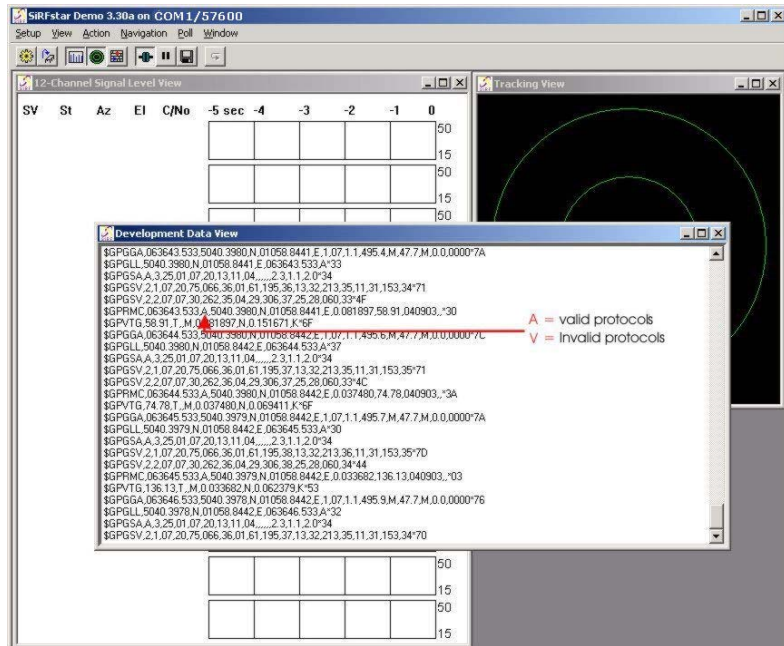 SiRFstar Demo 3.30a on COM1/57600
Setup View Action Navigation Poll Window
12-Channel Signal Level View
SV St Az El C/No -5 sec -4 -3 -2 -1 0
50
15
50
15
50
Tracking View
Development Data View
$GPGGA,063643.533,5040.3980,N,01058.8441,E,1,07,1.1,495.4,M,47.7,M,0.0,0000*7A
$GPGLL,5040.3980,N,01058.8441,E,063643.533,A*33
$GPGSA,A,3,25,01,07,20,13,11,04,,,,,,2.3,1.1,2.0*34
$GPGSV,2,1,07,20,75,066,36,01,61,195,36,13,32,213,35,11,31,153,34*71
$GPGSV,2,2,07,07,30,262,35,04,29,306,37,25,28,060,33*4F
$GPRMC,063643.533,A,5040.3980,N,01058.8441,E,0.081897,58.91,040903,,*30
$GPVTG,58.91,T,,M,0.081897,N,0.151671,K*6F
$GPGGA,063644.533,5040.3980,N,01058.8442,E,1,07,1.1,495.6,M,47.7,M,0.0,0000*7C
$GPGLL,5040.3980,N,01058.8442,E,063644.533,A*37
$GPGSA,A,3,25,01,07,20,13,11,04,,,,,,2.3,1.1,2.0*34
$GPGSV,2,1,07,20,75,066,36,01,61,195,37,13,32,213,35,11,31,153,35*71
$GPGSV,2,2,07,07,30,262,36,04,29,306,37,25,28,060,33*4C
$GPRMC,063644.533,A,5040.3980,N,01058.8442,E,0.037480,74.78,040903,,*3A
$GPVTG,74.78,T,,M,0.037480,N,0.069411,K*6F
$GPGGA,063645.533,5040.3979,N,01058.8442,E,1,07,1.1,495.7,M,47.7,M,0.0,0000*7A
$GPGLL,5040.3979,N,01058.8442,E,063645.533,A*30
$GPGSA,A,3,25,01,07,20,13,11,04,,,,,,2.3,1.1,2.0*34
$GPGSV,2,1,07,20,75,066,36,01,61,195,38,13,32,213,36,11,31,153,35*7D
$GPGSV,2,2,07,07,30,262,36,04,29,306,38,25,28,060,34*44
$GPRMC,063645.533,A,5040.3979,N,01058.8442,E,0.033682,136.13,040903,,*03
$GPVTG,136.13,T,,M,0.033682,N,0.062379,K*53
$GPGGA,063646.533,5040.3978,N,01058.8442,E,1,07,1.1,495.9,M,47.7,M,0.0,0000*76
$GPGLL,5040.3978,N,01058.8442,E,063646.533,A*32
$GPGSA,A,3,25,01,07,20,13,11,04,,,,,,2.3,1.1,2.0*34
$GPGSV,2,1,07,20,75,066,36,01,61,195,37,13,32,213,35,11,31,153,34*70
A = valid protocols
V = Invalid protocols
50
15
50
15